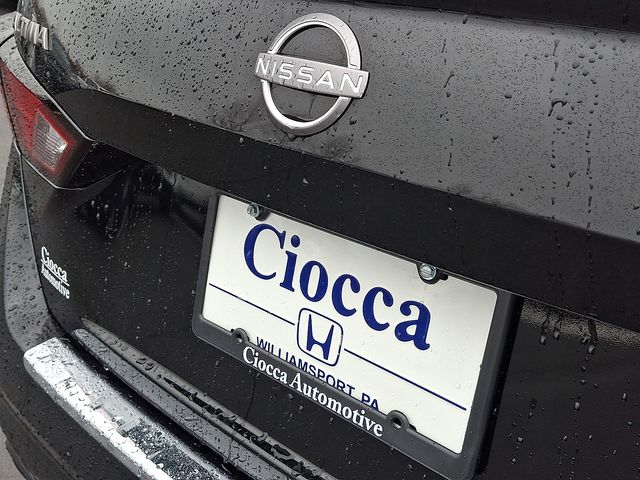 NISSAN
Ciocca
WILLIAMSPORT, PA
Ciocca Automotive
Ciocca
Automotive